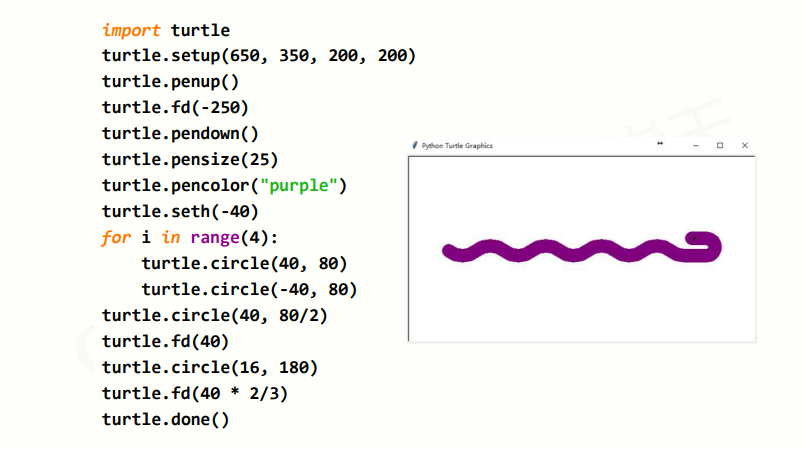 import turtle
turtle.setup(650, 350, 200, 200)
turtle.penup()
turtle.fd(-250)
turtle.pendown()
turtle.pensize(25)
turtle.pencolor("purple")
turtle.seth(-40)
for i in range(4):
    turtle.circle(40, 80)
    turtle.circle(-40, 80)
turtle.circle(40, 80/2)
turtle.fd(40)
turtle.circle(16, 180)
turtle.fd(40 * 2/3)
turtle.done()
Python Turtle Graphics